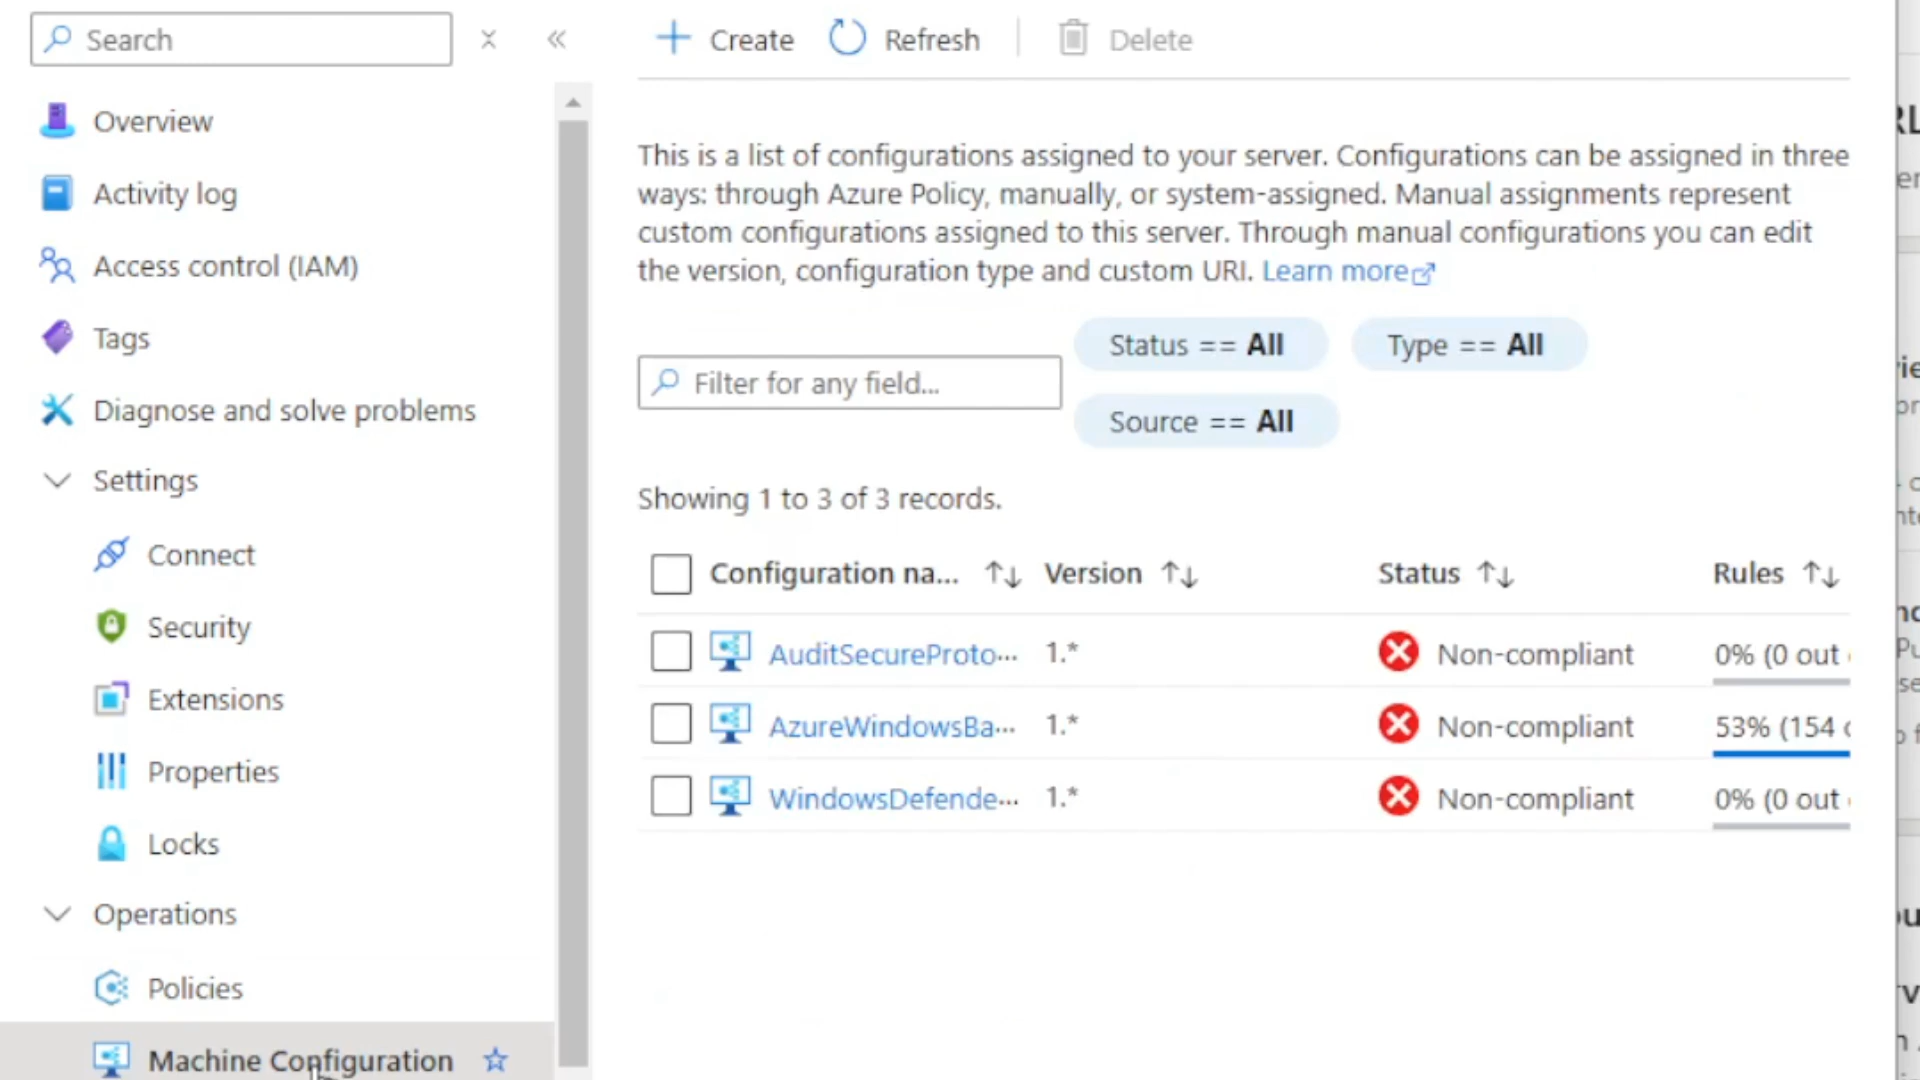 Search
Overview
Activity log
Access control (IAM)
Tags
Diagnose and solve problems
Settings
Connect
Security
Extensions
Properties
Locks
Operations
Policies
Machine Configuration
Create Refresh Delete
This is a list of configurations assigned to your server. Configurations can be assigned in three
ways: through Azure Policy, manually, or system-assigned. Manual assignments represent
custom configurations assigned to this server. Through manual configurations you can edit
the version, configuration type and custom URI. Learn more
Filter for any field...
Status == All Type == All
Source == All
Showing 1 to 3 of 3 records.
Configuration na... Version Status Rules
AuditSecureProto... 1.* Non-compliant 0% (0 out
AzureWindowsBa... 1.* Non-compliant 53% (154
WindowsDefende... 1.* Non-compliant 0% (0 out